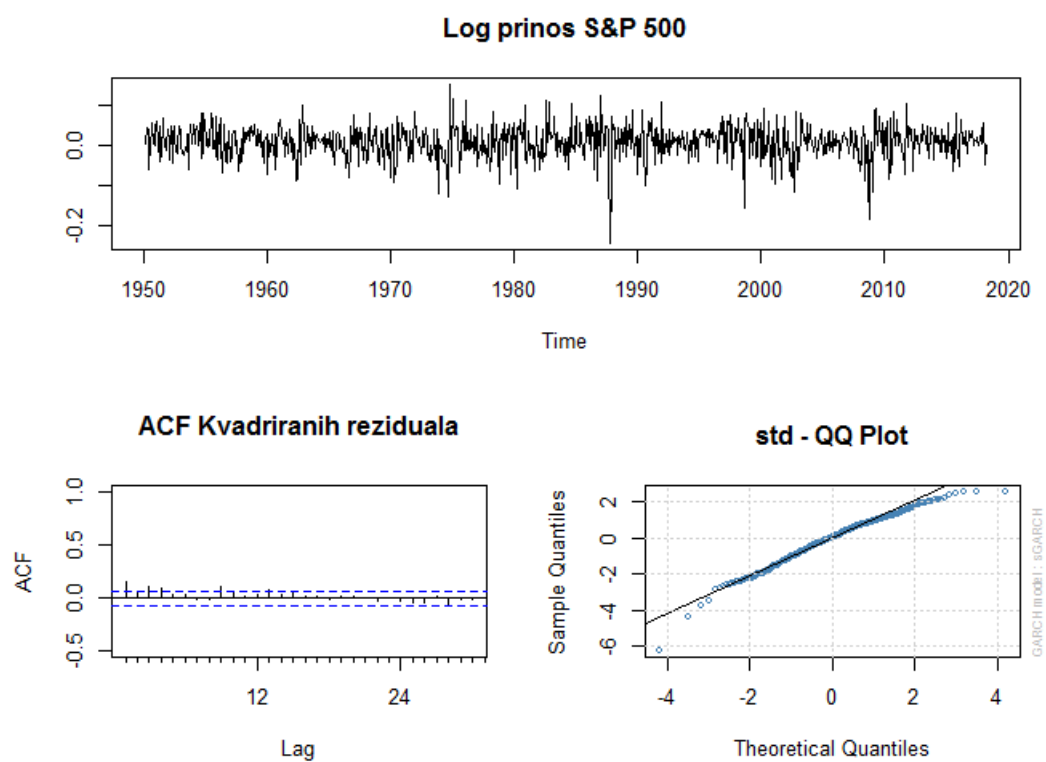 Log prinos S&P 500
0.0
-0.2
1950 1960 1970 1980 1990 2000 2010 2020
Time
ACF Kvadriranih reziduala
ACF
1.0
0.5
0.0
-0.5
12 24
Lag
std - QQ Plot
Sample Quantiles
2
0
-2
-4
-6
-4 -2 0 2 4
Theoretical Quantiles
GARCH model : sGARCH